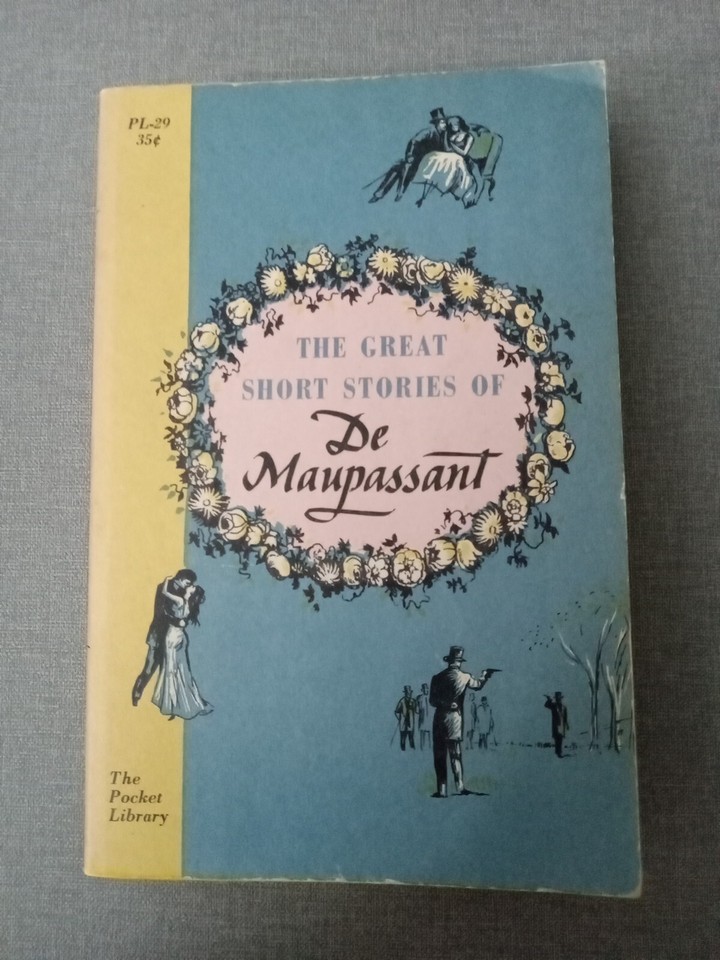 PL-29
35¢
THE GREAT
SHORT STORIES OF
De
Maupassant
The
Pocket
Library